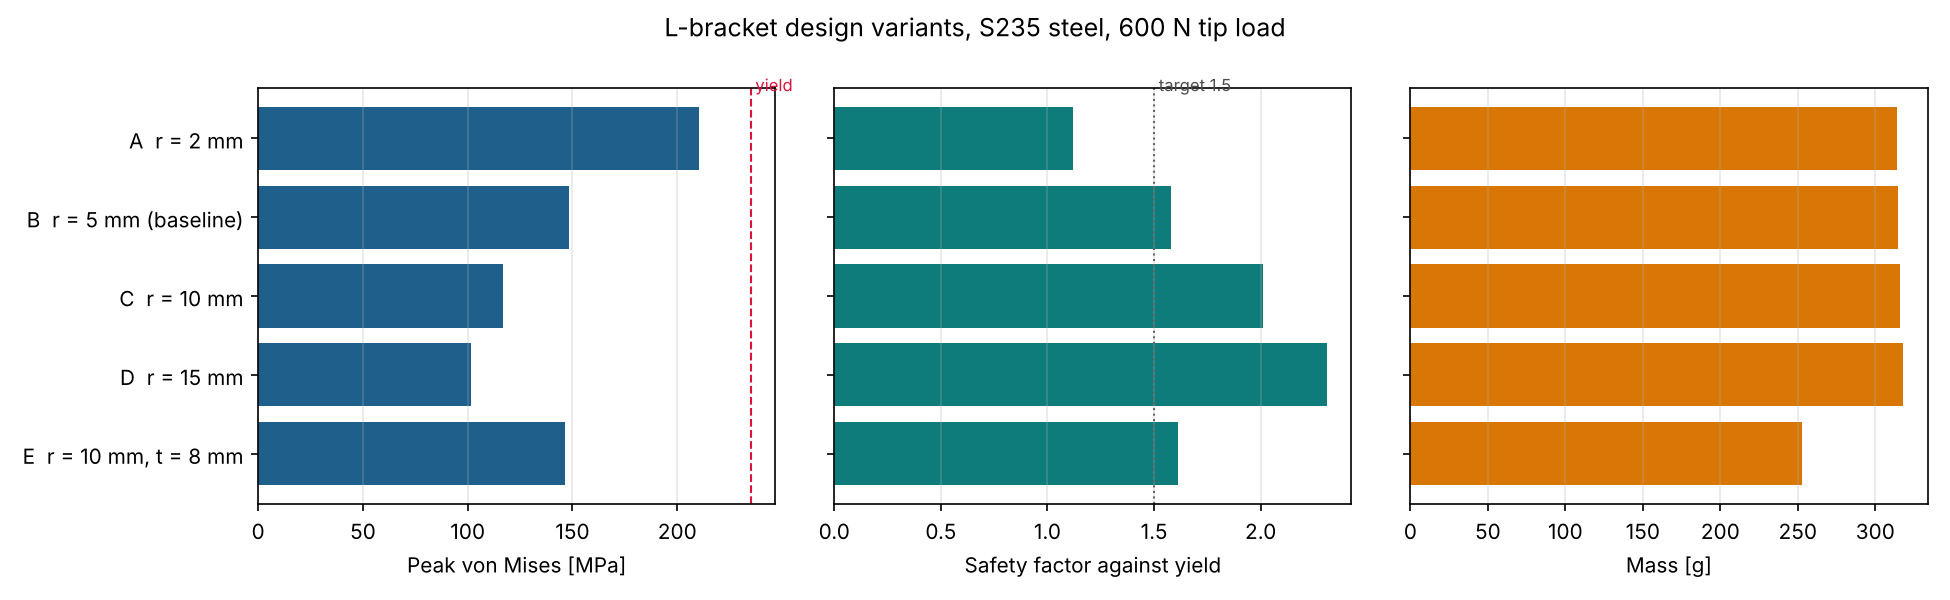 L-bracket design variants, S235 steel, 600 N tip load
yield
target 1.5
A r = 2 mm
B r = 5 mm (baseline)
C r = 10 mm
D r = 15 mm
E r = 10 mm, t = 8 mm
0 50 100 150 200
0.0 0.5 1.0 1.5 2.0
0 50 100 150 200 250 300
Peak von Mises [MPa]
Safety factor against yield
Mass [g]